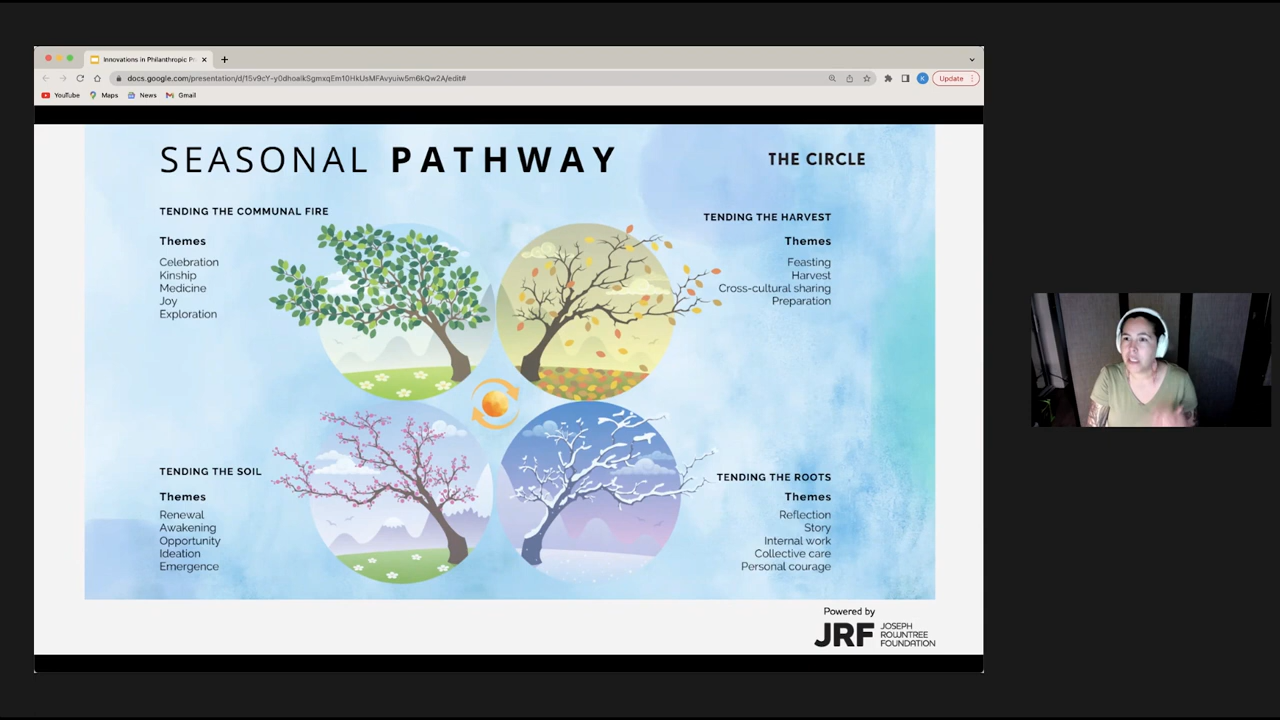 Innovations in Philanthropic Pr
docs.google.com/presentation/d/15v9cY-y0dhoalkSgmxqEm10HkUsMFAvyuiw5m6kQw2A/edit#
K
Update
YouTube
Maps
News
Gmail
SEASONAL PATHWAY
THE CIRCLE
TENDING THE COMMUNAL FIRE
Themes
Celebration
Kinship
Medicine
Joy
Exploration
TENDING THE HARVEST
Themes
Feasting
Harvest
Cross-cultural sharing
Preparation
TENDING THE SOIL
Themes
Renewal
Awakening
Opportunity
Ideation
Emergence
TENDING THE ROOTS
Themes
Reflection
Story
Internal work
Collective care
Personal courage
Powered by
JRF JOSEPH
ROWNTREE
FOUNDATION